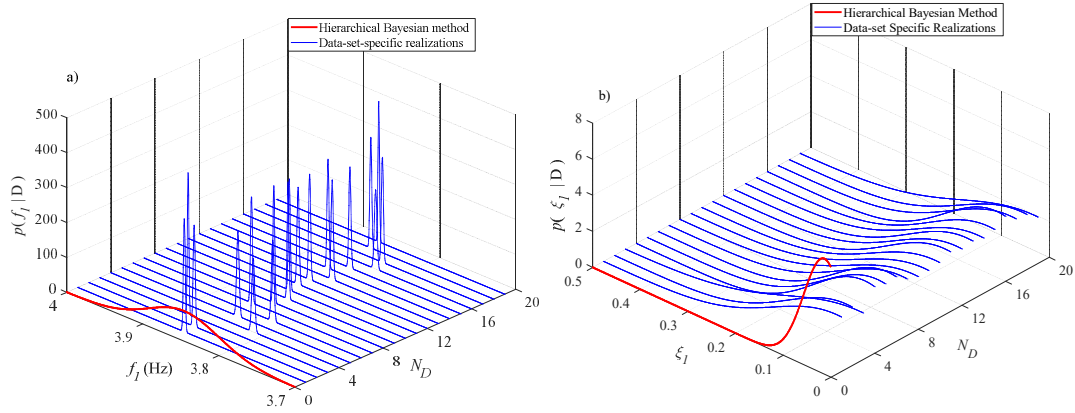 Hierarchical Bayesian method
Data-set-specific realizations
a)
500
400
300
200
100
0
p(f1|D)
4
3.9
3.8
3.7
f1(Hz)
0
4
8
12
16
20
ND
Hierarchical Bayesian Method
Data-set Specific Realizations
b)
8
6
4
2
0
p( ξ1|D)
0.5
0.4
0.3
0.2
0.1
0
ξ1
0
4
8
12
16
20
ND